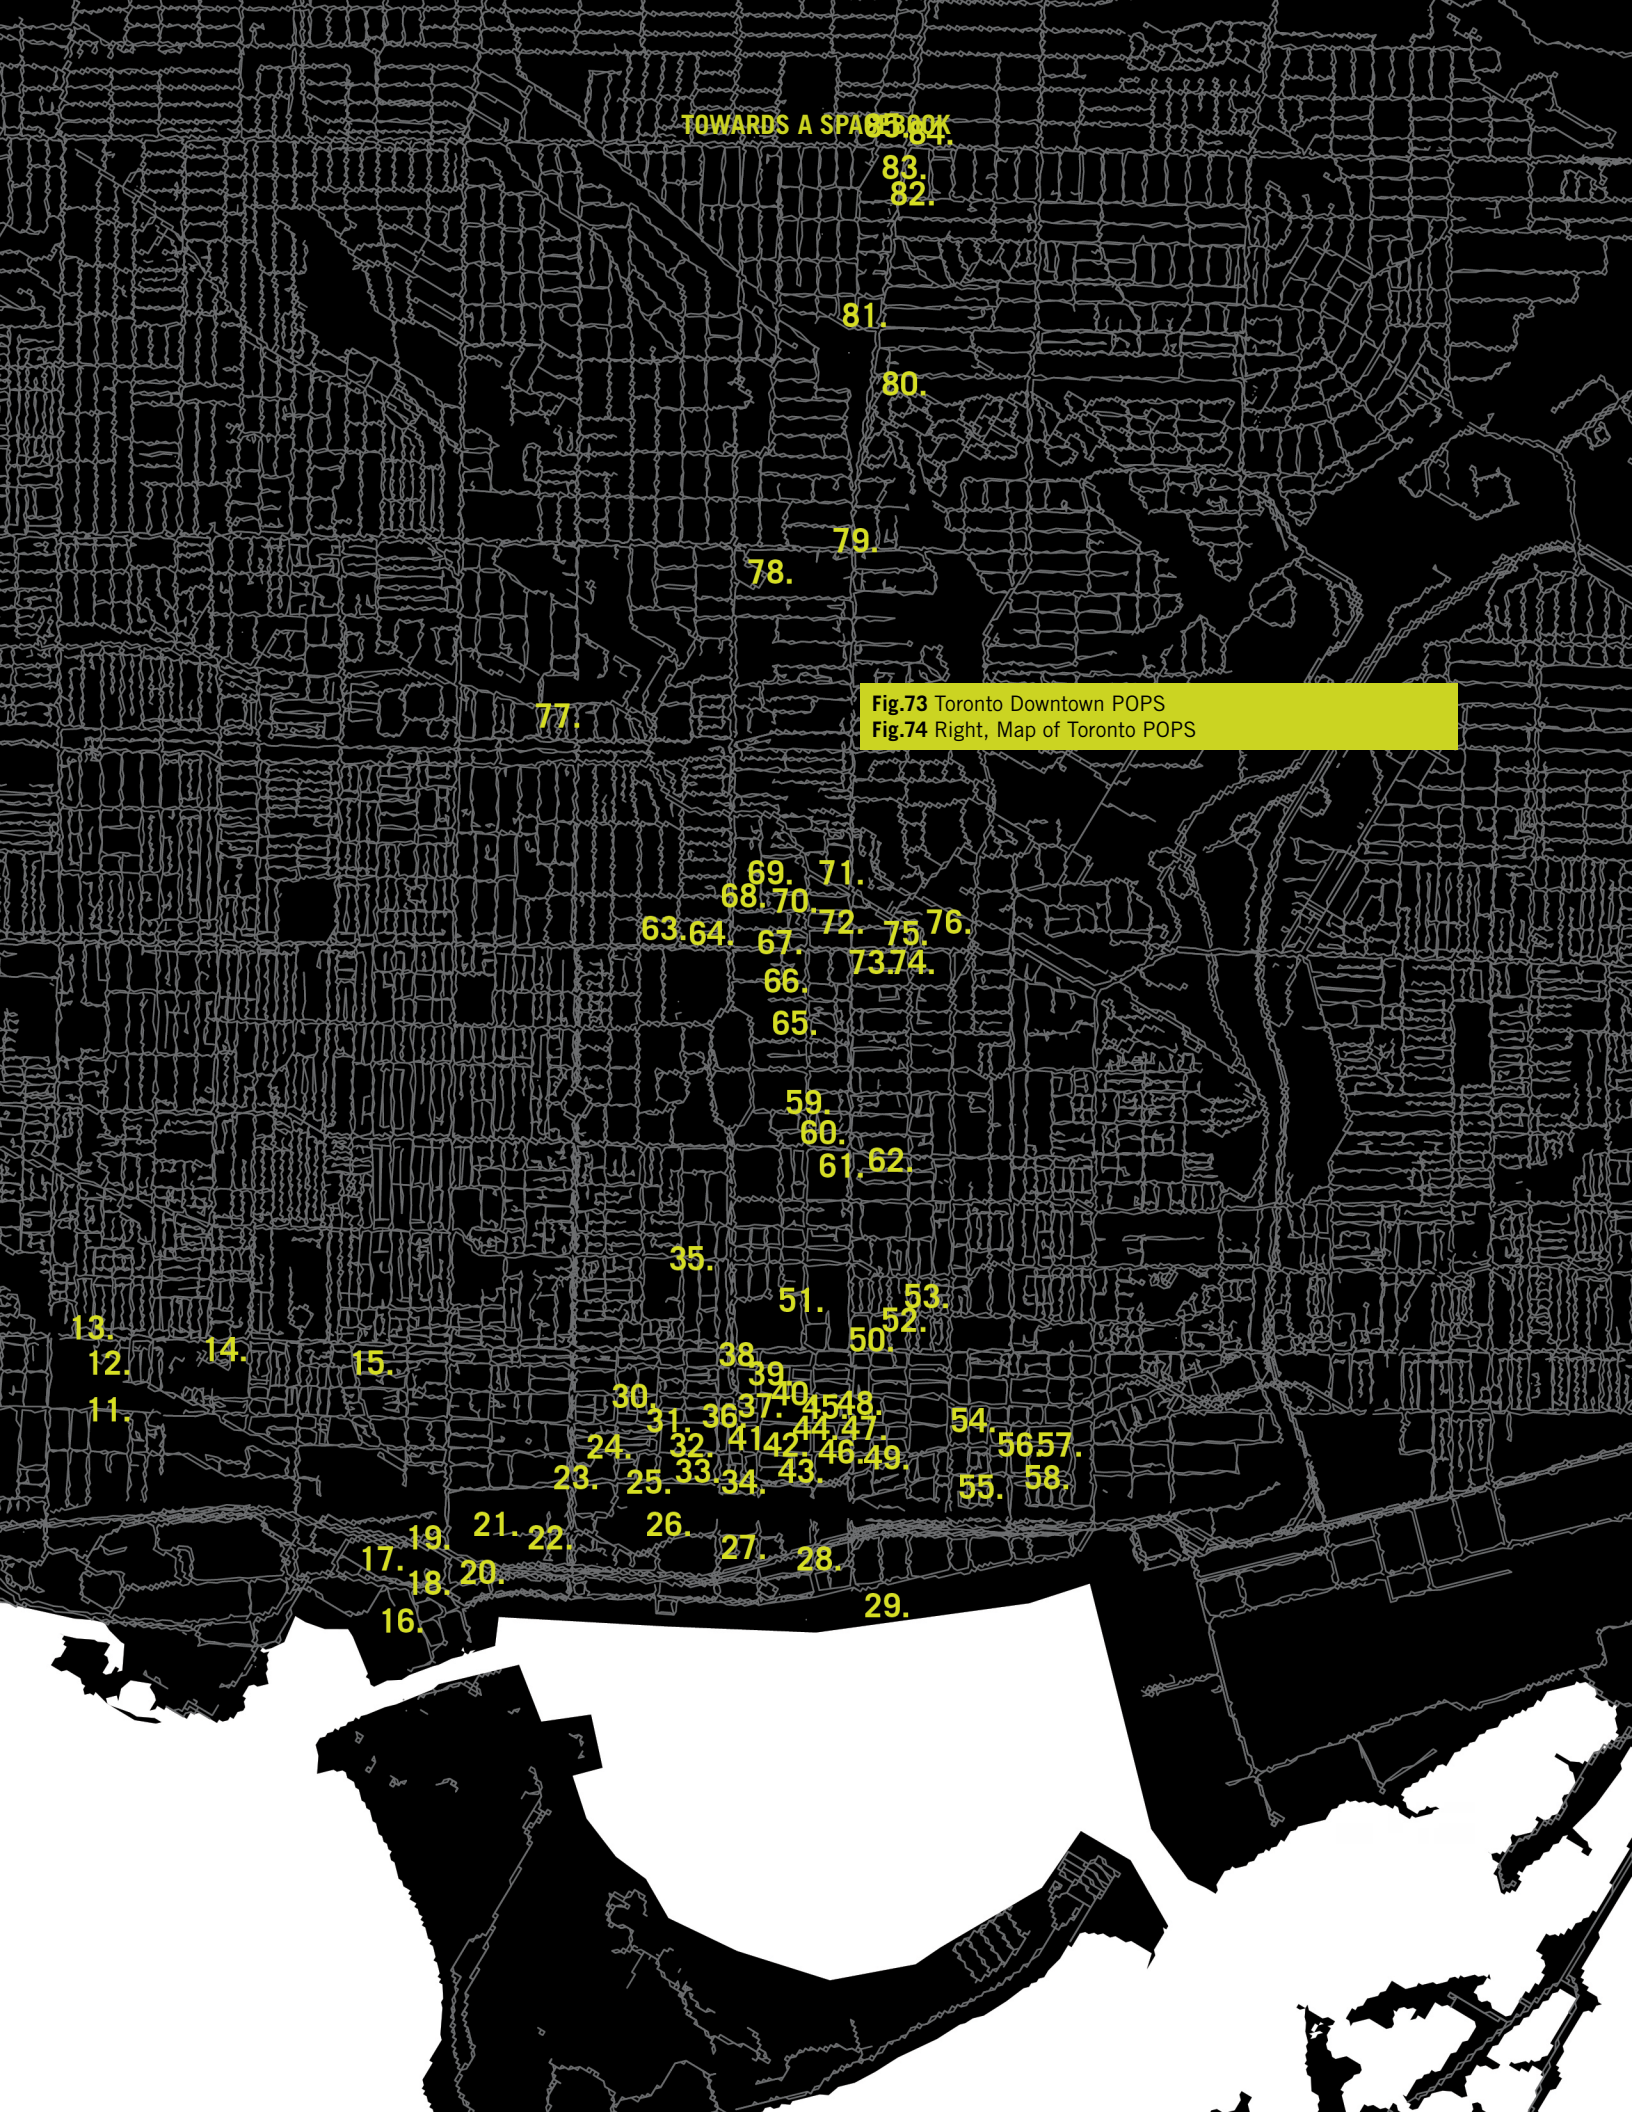 TOWARDS A SPACEBOOK
85. 84.
83.
82.
81.
80.
79.
78.
Fig.73 Toronto Downtown POPS
Fig.74 Right, Map of Toronto POPS
77.
69. 71.
68. 70.
63. 64. 67. 72. 75. 76.
73. 74.
66.
65.
59.
60.
61. 62.
35.
51. 53.
52.
13. 50.
14. 38.
12. 15. 39.
30. 40.
11. 31. 36. 37. 45. 48. 54.
24. 32. 41. 42. 44. 47. 56. 57.
46. 49.
23. 25. 33. 34. 43. 55. 58.
21. 26.
19. 22. 27.
17. 20. 28.
18.
29.
16.